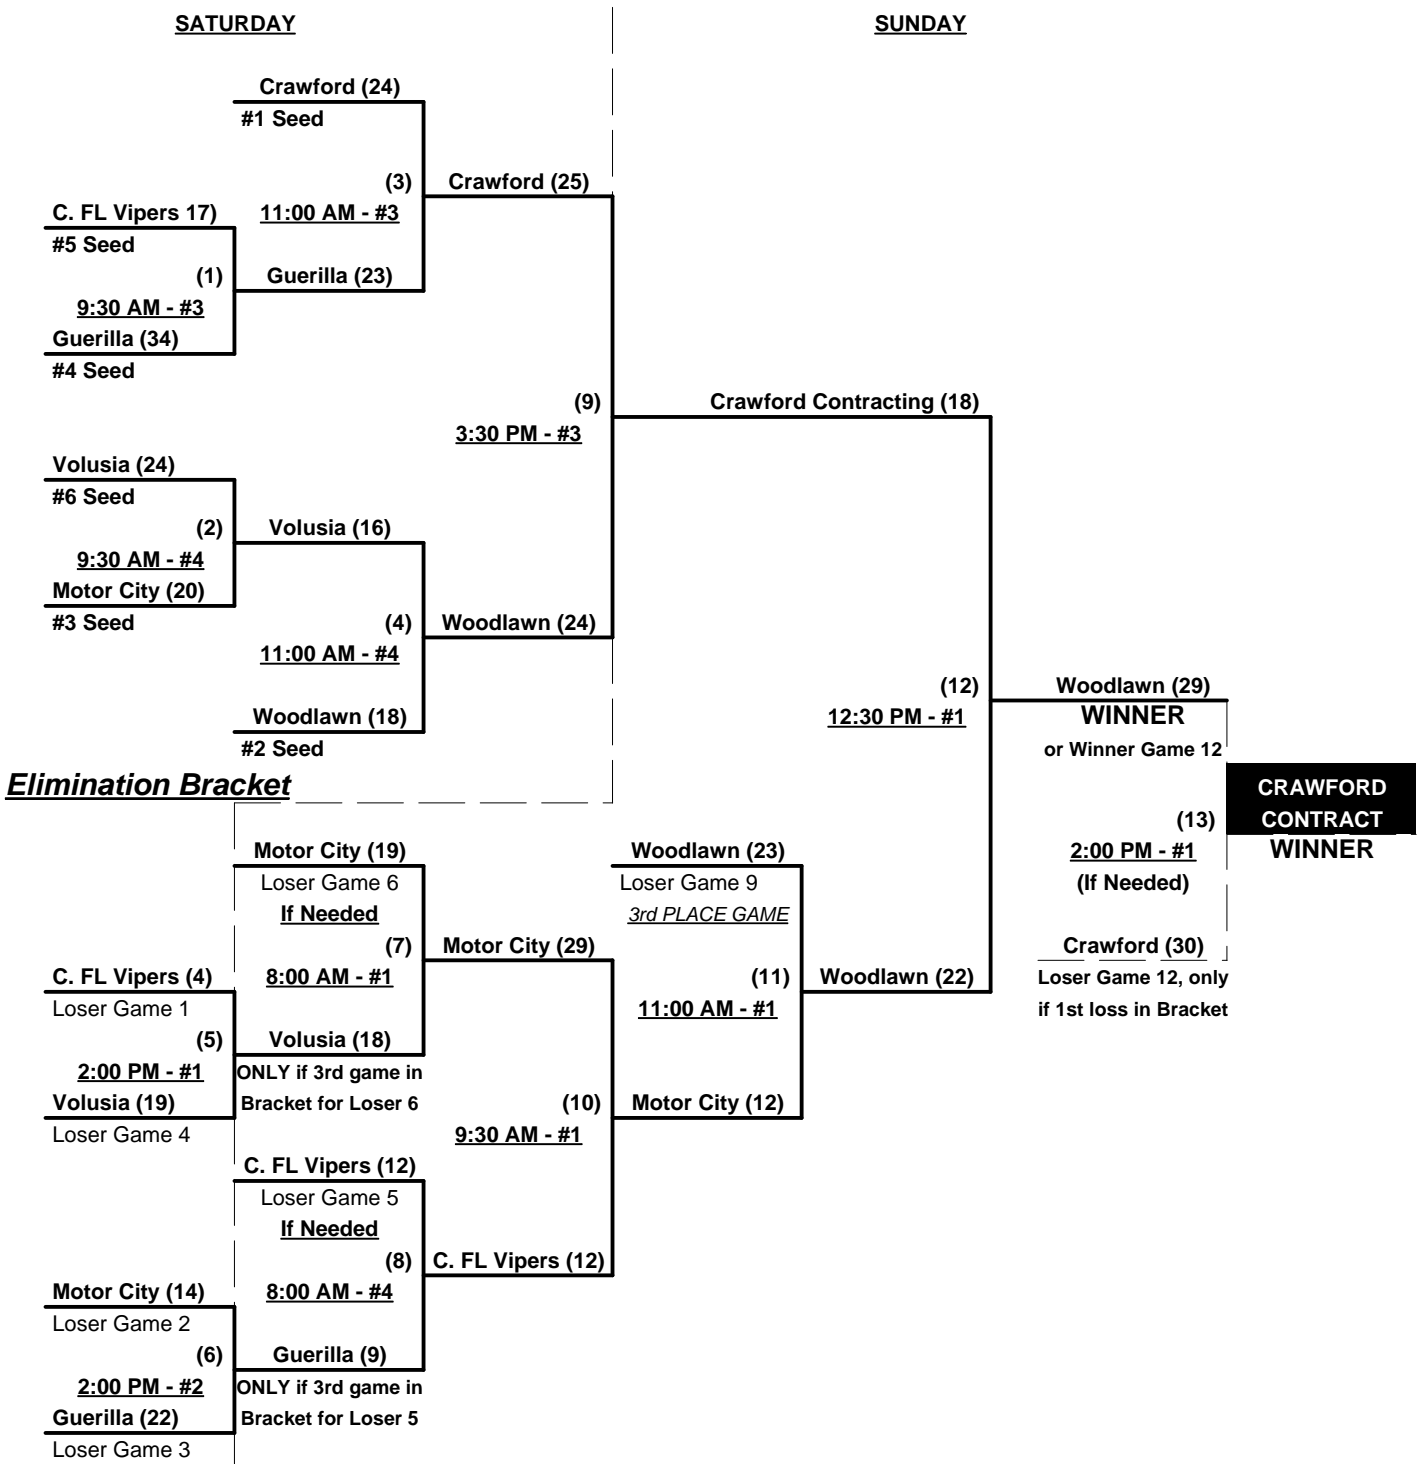 SATURDAY
SUNDAY
Crawford (24)
#1 Seed
(3)
11:00 AM - #3
Crawford (25)
C. FL Vipers 17)
#5 Seed
(1)
9:30 AM - #3
Guerilla (23)
Guerilla (34)
#4 Seed
(9)
3:30 PM - #3
Crawford Contracting (18)
Volusia (24)
#6 Seed
(2)
9:30 AM - #4
Volusia (16)
Motor City (20)
#3 Seed
(4)
11:00 AM - #4
Woodlawn (24)
Woodlawn (18)
#2 Seed
(12)
12:30 PM - #1
Woodlawn (29)
WINNER
or Winner Game 12
Elimination Bracket
CRAWFORD
CONTRACT
WINNER
(13)
2:00 PM - #1
(If Needed)
Motor City (19)
Loser Game 6
If Needed
(7)
8:00 AM - #1
Motor City (29)
Woodlawn (23)
Loser Game 9
3rd PLACE GAME
(11)
11:00 AM - #1
Woodlawn (22)
Crawford (30)
Loser Game 12, only
if 1st loss in Bracket
C. FL Vipers (4)
Loser Game 1
(5)
2:00 PM - #1
Volusia (18)
ONLY if 3rd game in
Bracket for Loser 6
Volusia (19)
Loser Game 4
(10)
9:30 AM - #1
Motor City (12)
C. FL Vipers (12)
Loser Game 5
If Needed
(8)
8:00 AM - #4
C. FL Vipers (12)
Motor City (14)
Loser Game 2
(6)
2:00 PM - #2
Guerilla (9)
ONLY if 3rd game in
Bracket for Loser 5
Guerilla (22)
Loser Game 3